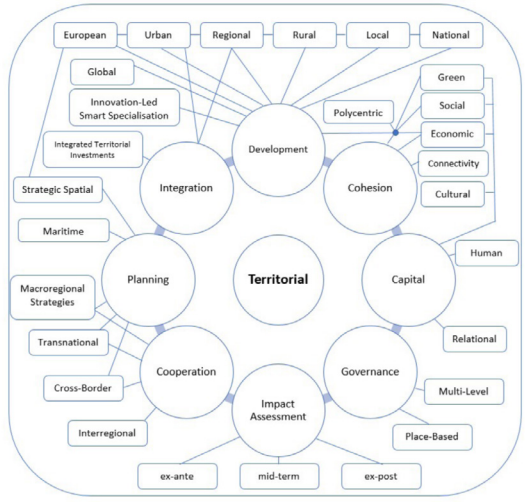 European
Urban
Regional
Rural
Local
National
Global
Green
Innovation-Led
Smart Specialisation
Polycentric
Social
Development
Economic
Integrated Territorial
Investments
Connectivity
Integration
Cohesion
Strategic Spatial
Cultural
Maritime
Human
Planning
Territorial
Capital
Macroregional
Strategies
Transnational
Relational
Cooperation
Governance
Cross-Border
Multi-Level
Impact
Assessment
Interregional
Place-Based
ex-ante
mid-term
ex-post